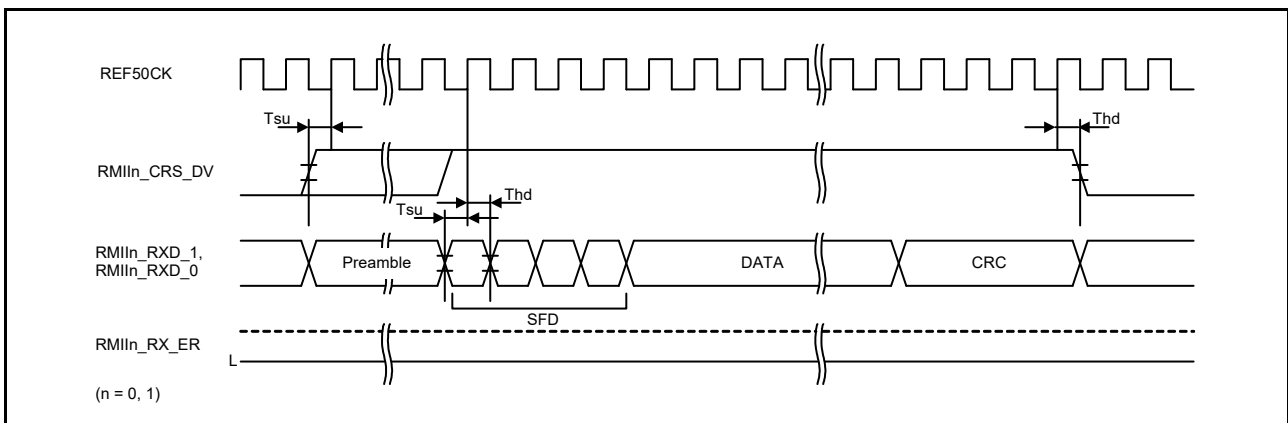 REF50CK
Tsu
Thd
RMIIn_CRS_DV
Thd
Tsu
RMIIn_RXD_1,
RMIIn_RXD_0
Preamble
DATA
CRC
SFD
RMIIn_RX_ER
L
(n = 0, 1)